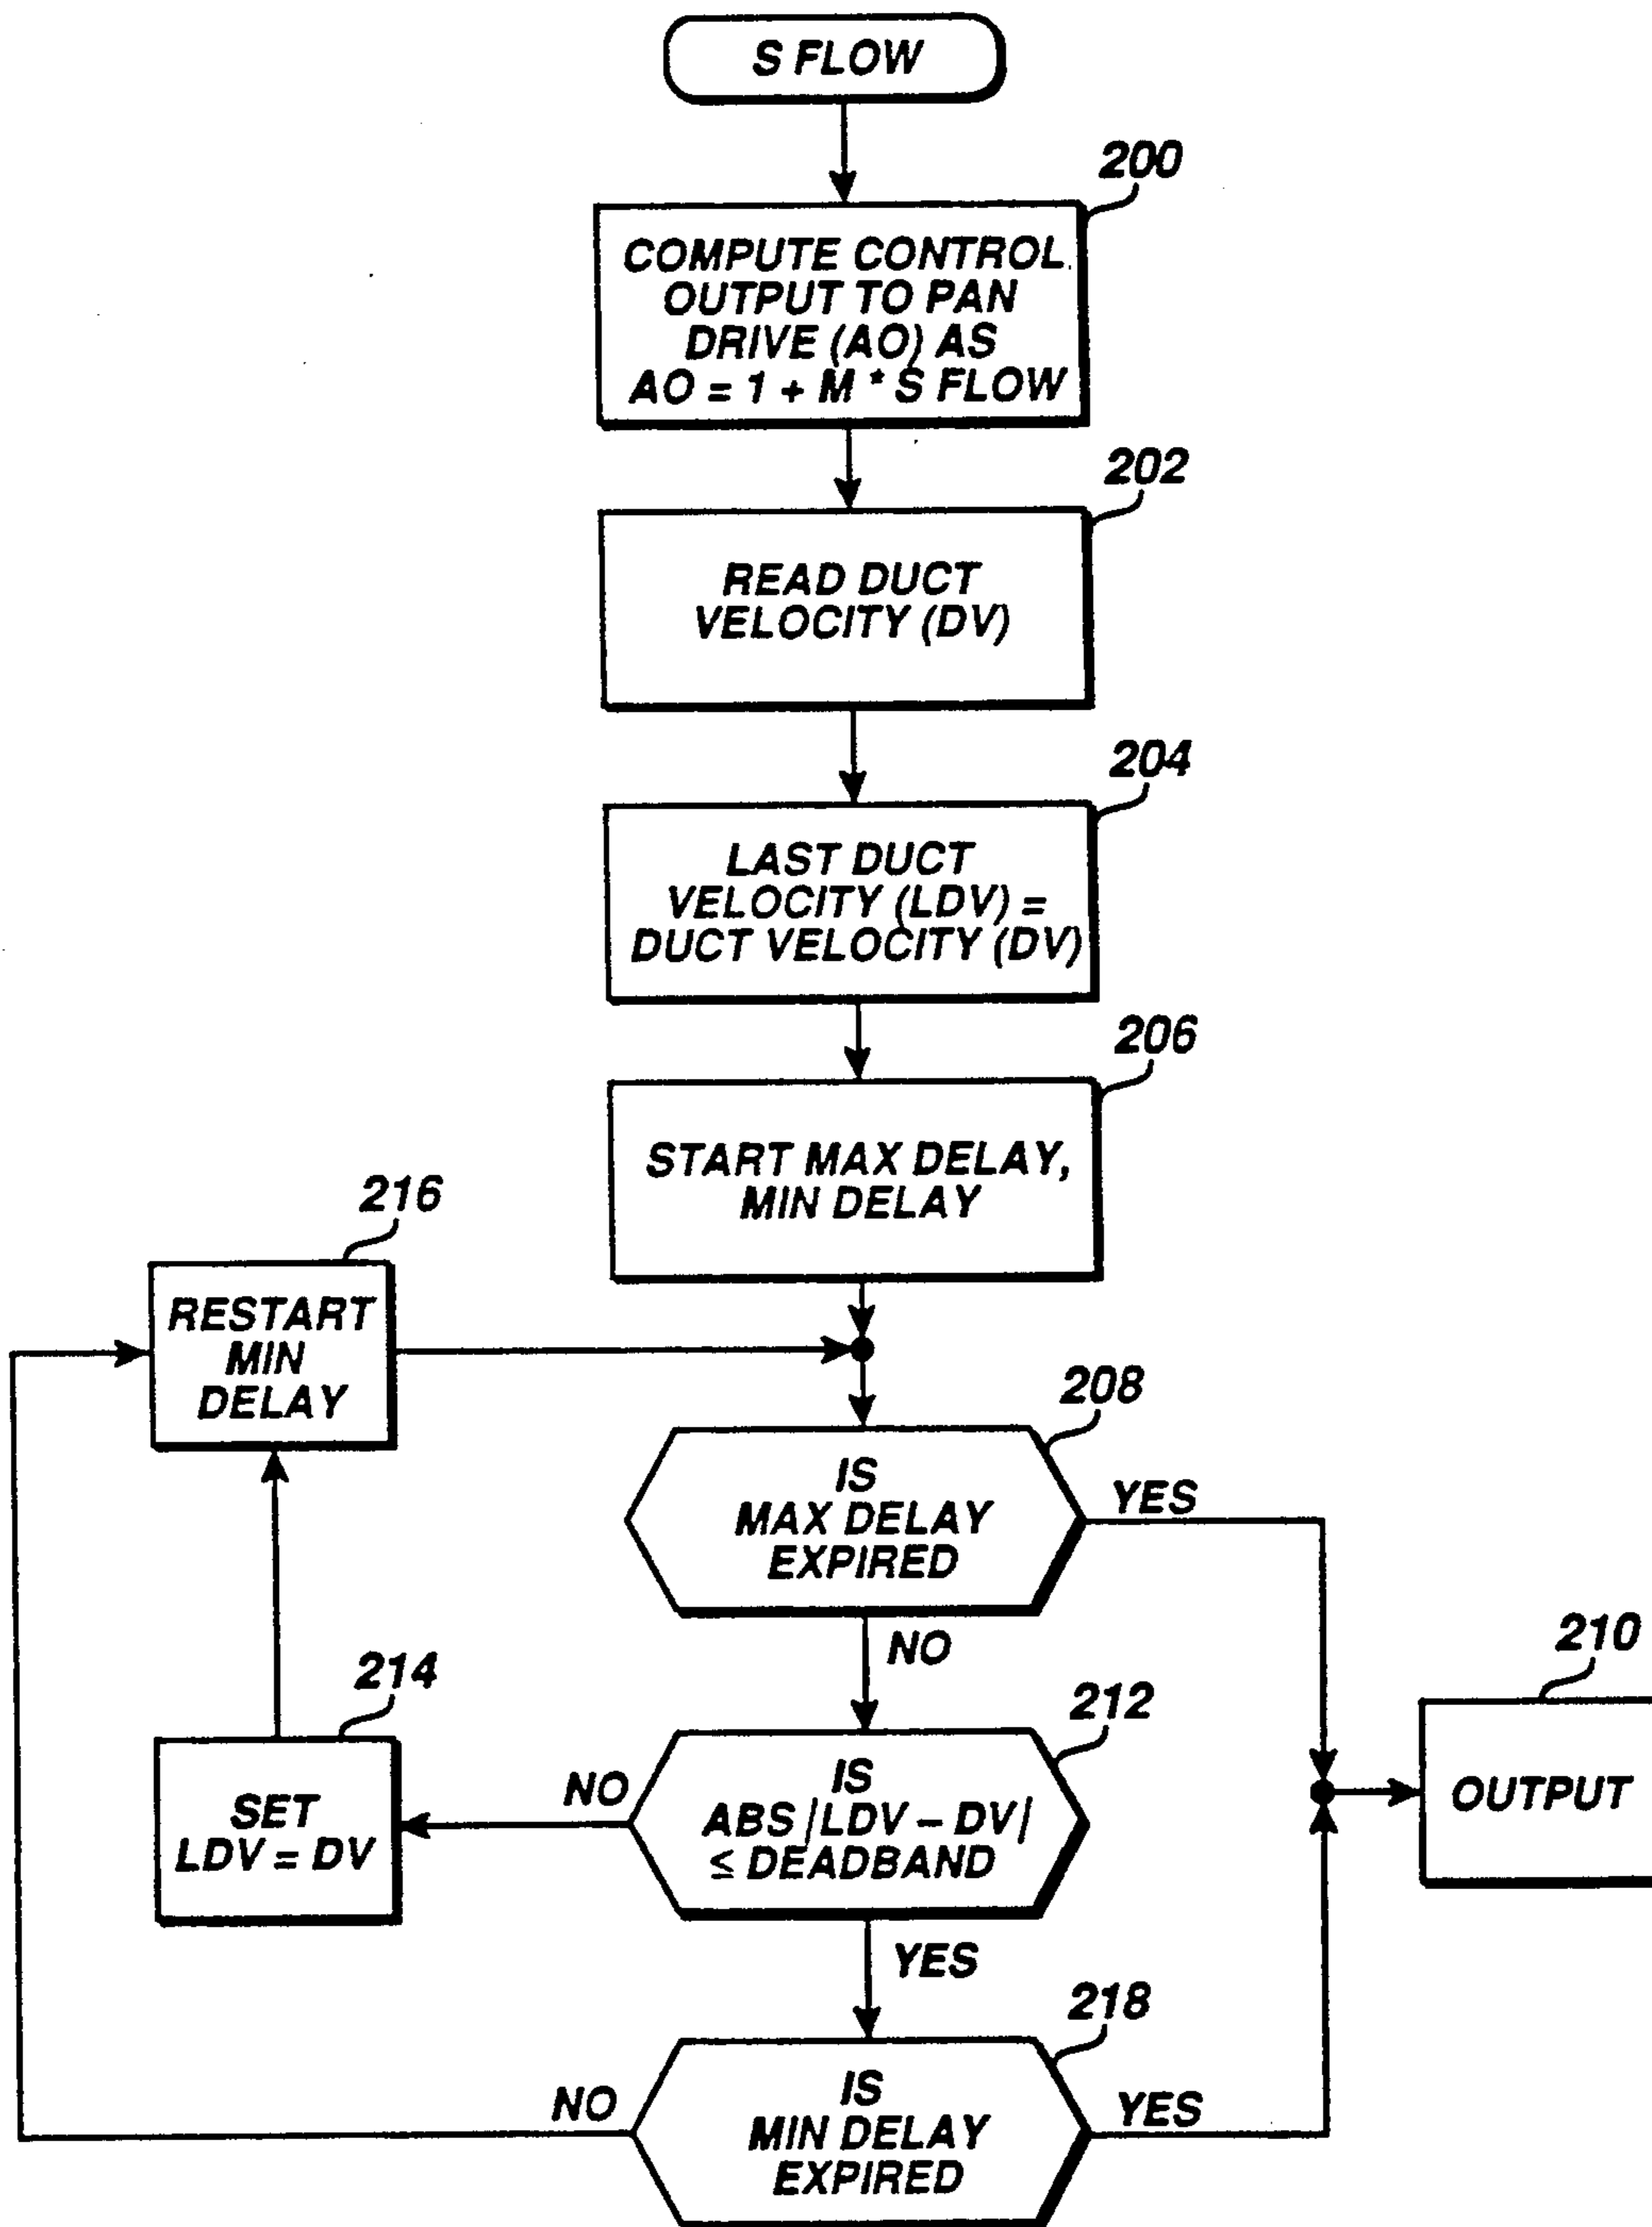 S FLOW
200
COMPUTE CONTROL
OUTPUT TO PAN
DRIVE (AO) AS
AO = 1 + M * S FLOW
202
READ DUCT
VELOCITY (DV)
204
LAST DUCT
VELOCITY (LDV) =
DUCT VELOCITY (DV)
206
START MAX DELAY,
MIN DELAY
216
RESTART
MIN
DELAY
208
IS
MAX DELAY
EXPIRED
YES
NO
210
OUTPUT
214
SET
LDV = DV
NO
212
IS
ABS |LDV – DV|
≤ DEADBAND
YES
218
NO
IS
MIN DELAY
EXPIRED
YES